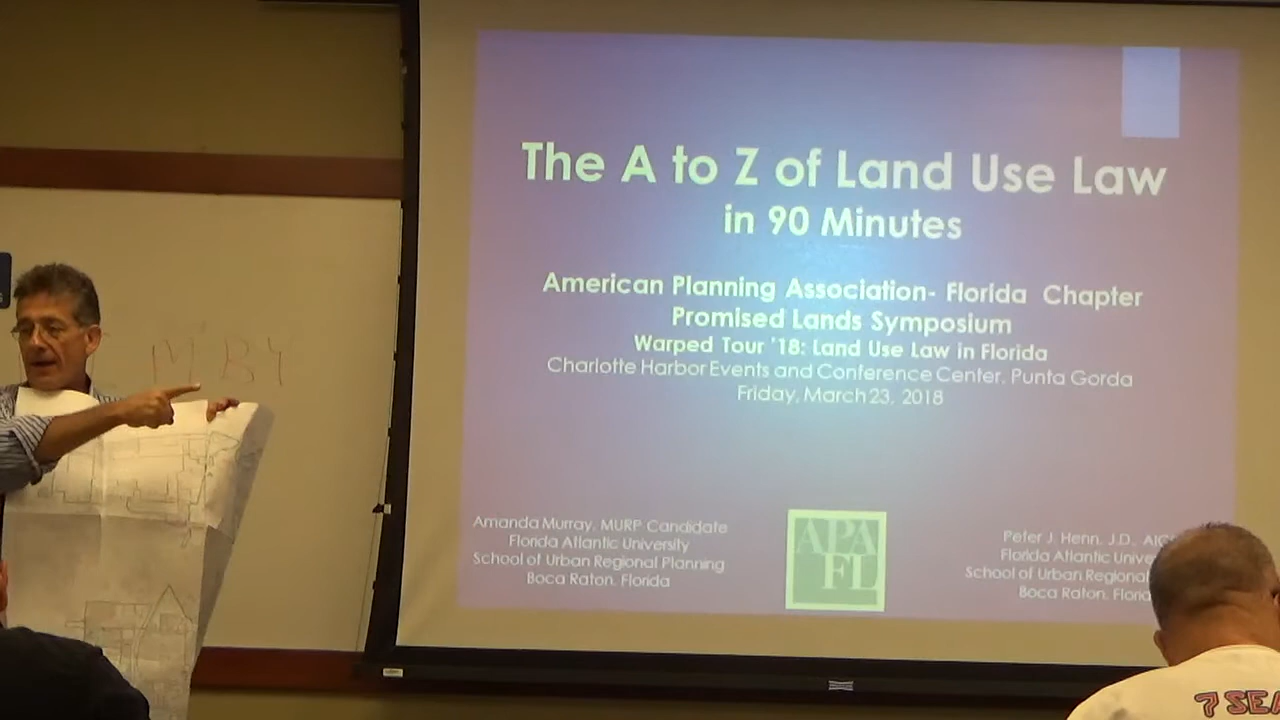 The A to Z of Land Use Law
in 90 Minutes
American Planning Association- Florida Chapter
Promised Lands Symposium
Warped Tour '18: Land Use Law in Florida
Charlotte Harbor Events and Conference Center, Punta Gorda
Friday, March 23, 2018
Amanda Murray, MURP Candidate
Florida Atlantic University
School of Urban Regional Planning
Boca Raton, Florida
APA
FL
Peter J. Henn, J.D., AIC
Florida Atlantic Unive
School of Urban Regional
Boca Raton, Florid
M BY
7 SEA